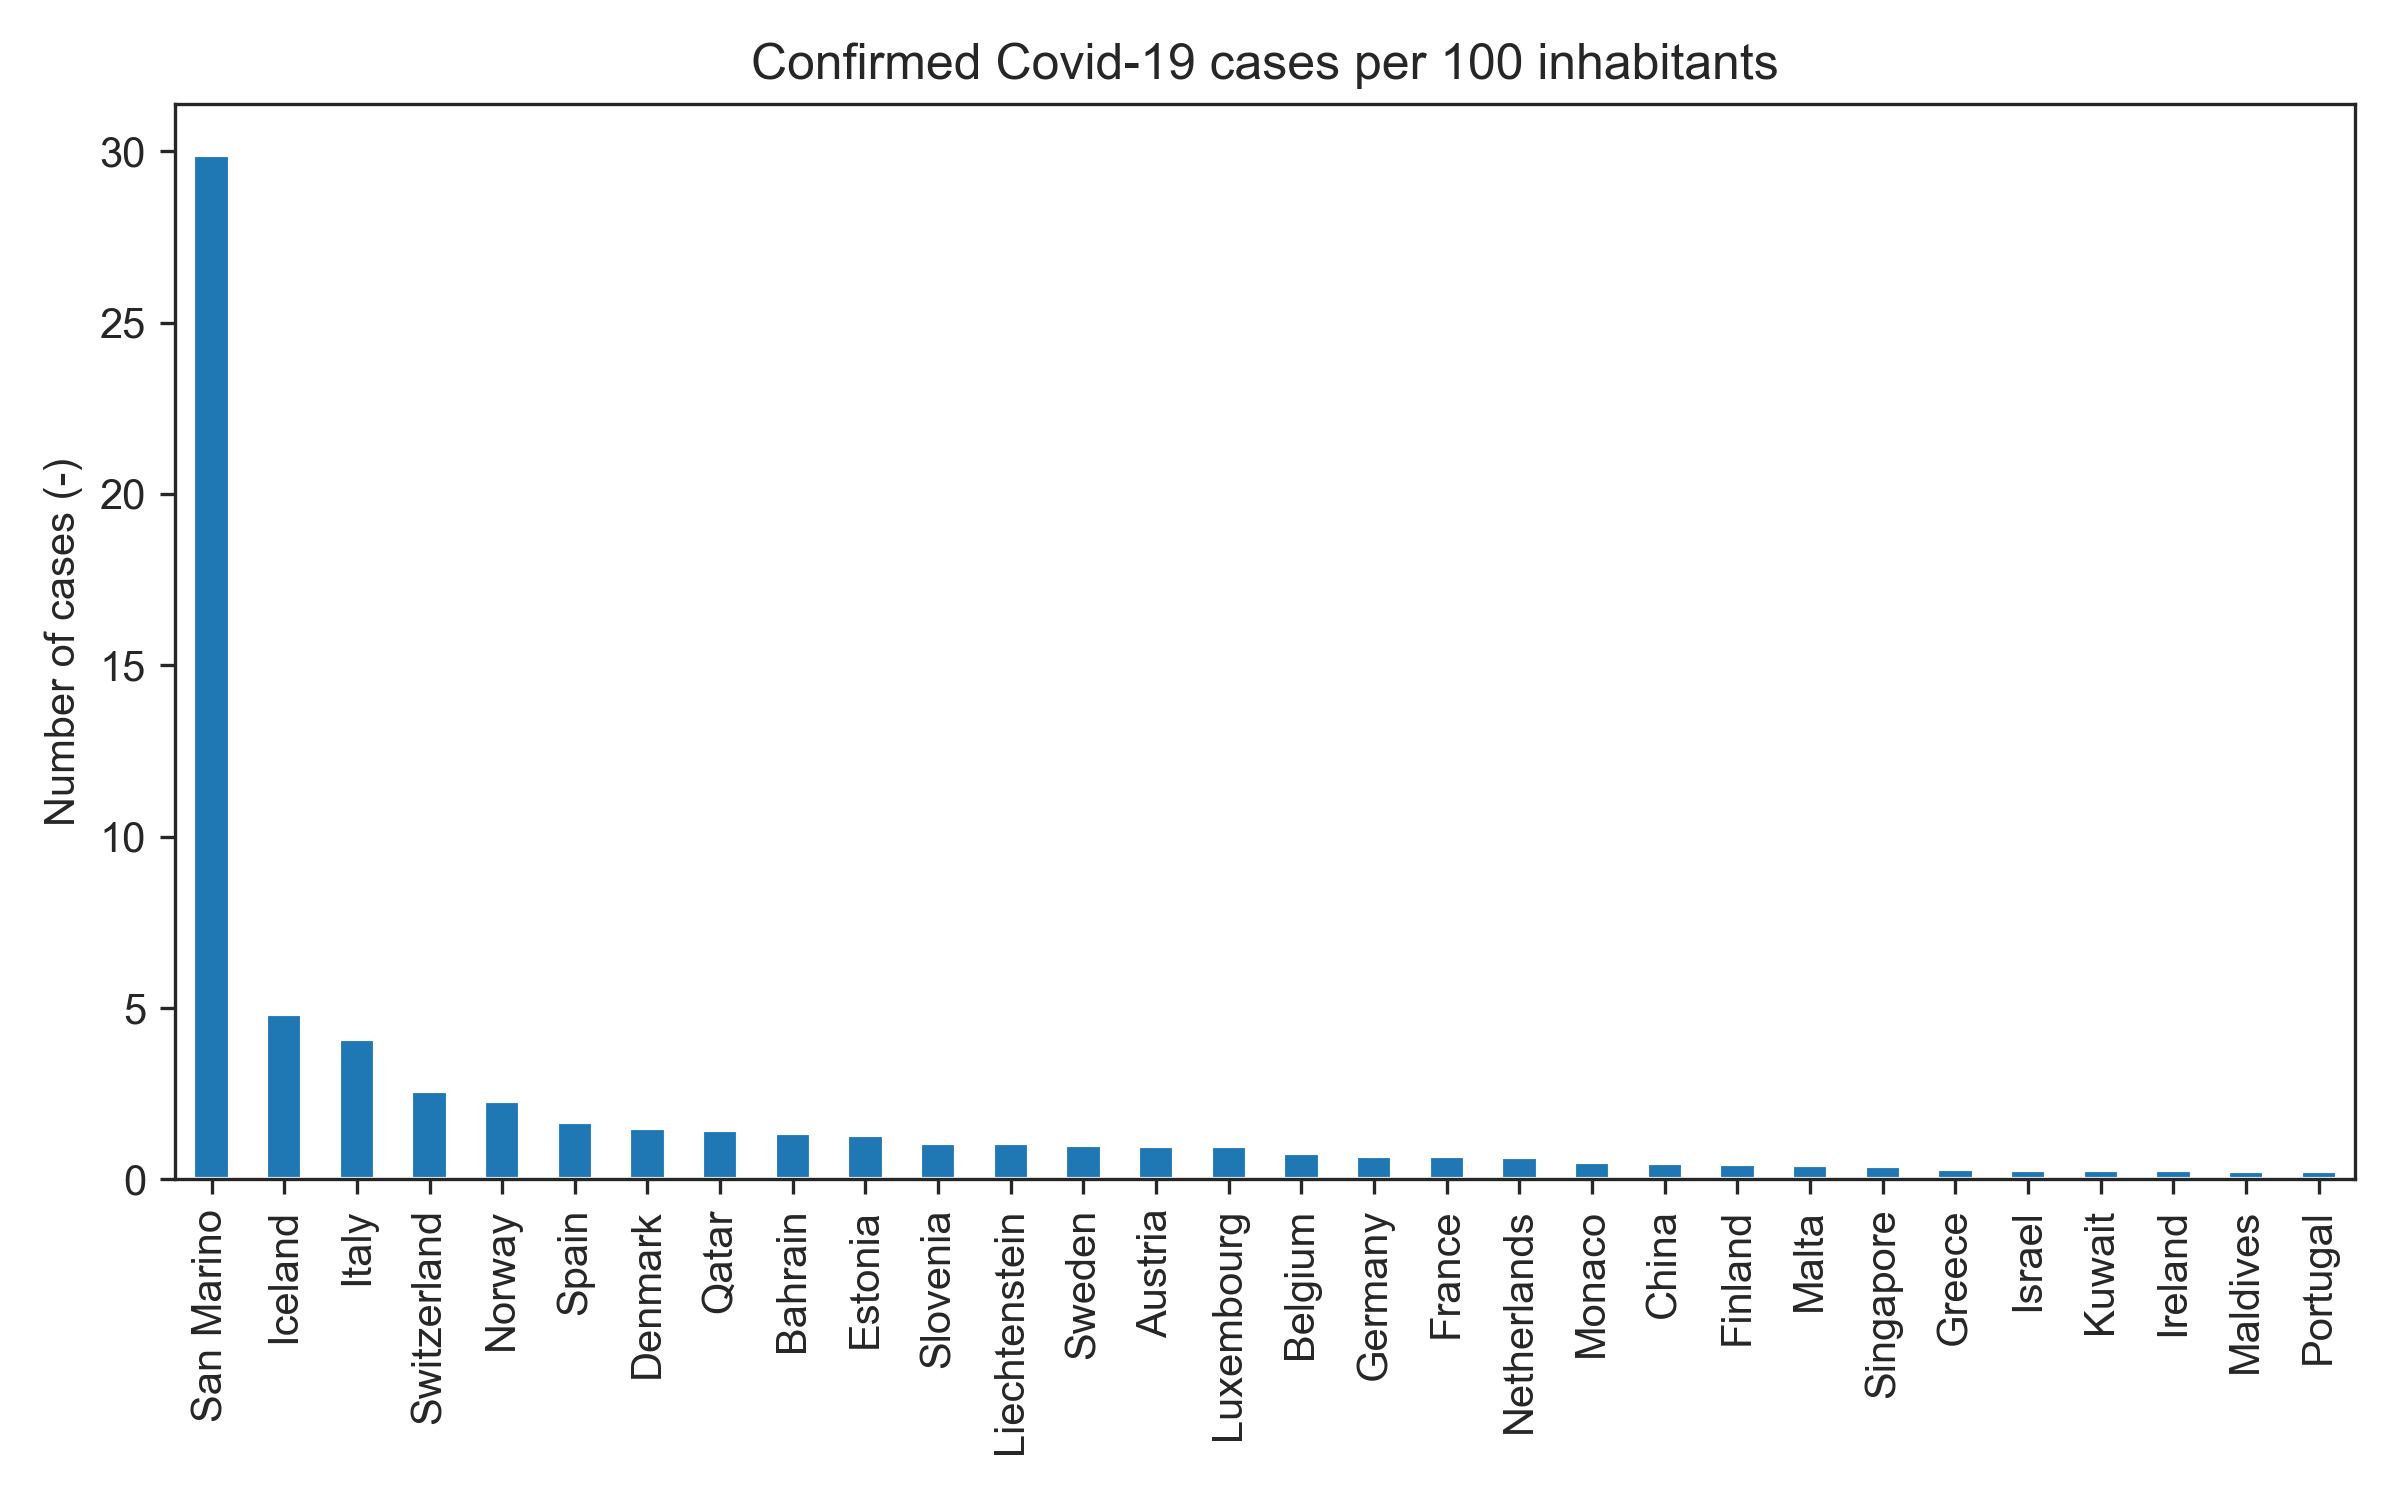 Confirmed Covid-19 cases per 100 inhabitants
Number of cases (-)
30
25
20
15
10
5
0
San Marino
Iceland
Italy
Switzerland
Norway
Spain
Denmark
Qatar
Bahrain
Estonia
Slovenia
Liechtenstein
Sweden
Austria
Luxembourg
Belgium
Germany
France
Netherlands
Monaco
China
Finland
Malta
Singapore
Greece
Israel
Kuwait
Ireland
Maldives
Portugal